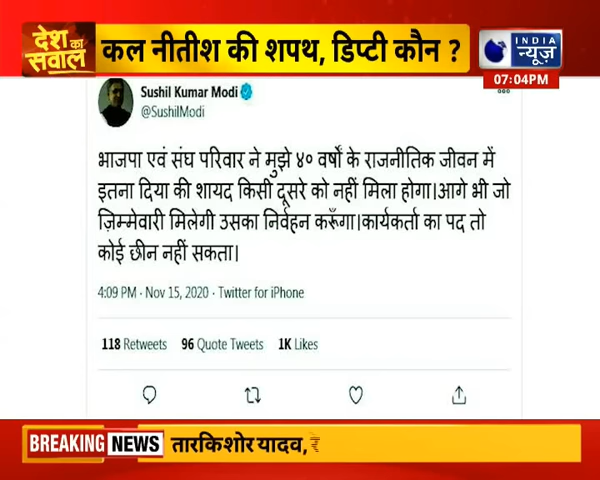 देश का
सवाल
कल नीतीश की शपथ, डिप्टी कौन ?
INDIA
न्यूज़
07:04PM
Sushil Kumar Modi
@SushilModi
भाजपा एवं संघ परिवार ने मुझे ४० वर्षों के राजनीतिक जीवन में
इतना दिया की शायद किसी दूसरे को नहीं मिला होगा।आगे भी जो
ज़िम्मेवारी मिलेगी उसका निर्वहन करूँगा।कार्यकर्ता का पद तो
कोई छीन नहीं सकता।
4:09 PM · Nov 15, 2020 · Twitter for iPhone
118 Retweets 96 Quote Tweets 1K Likes
BREAKING NEWS तारकिशोर यादव,